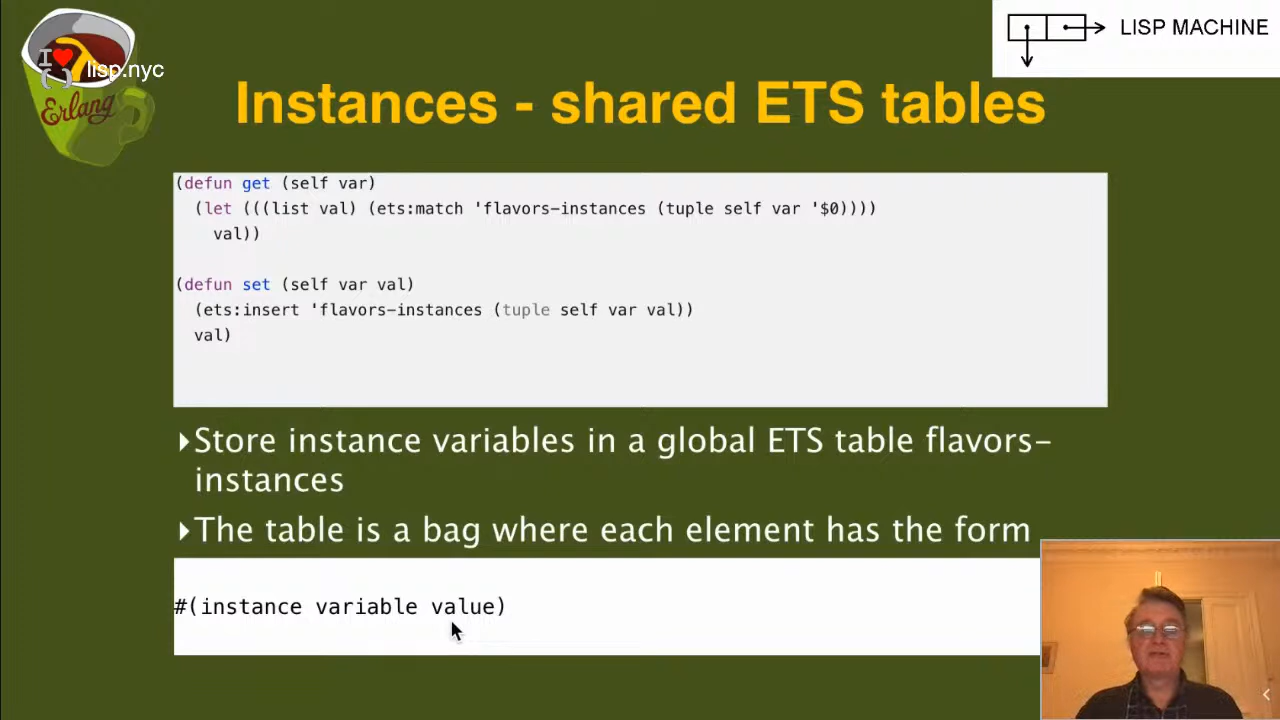 LISP MACHINE
I ♥
( ) lisp.nyc
Erlang
Instances - shared ETS tables
(defun get (self var)
  (let (((list val) (ets:match 'flavors-instances (tuple self var '$0))))
    val))
(defun set (self var val)
  (ets:insert 'flavors-instances (tuple self var val))
  val)
Store instance variables in a global ETS table flavors-
instances
The table is a bag where each element has the form
#(instance variable value)